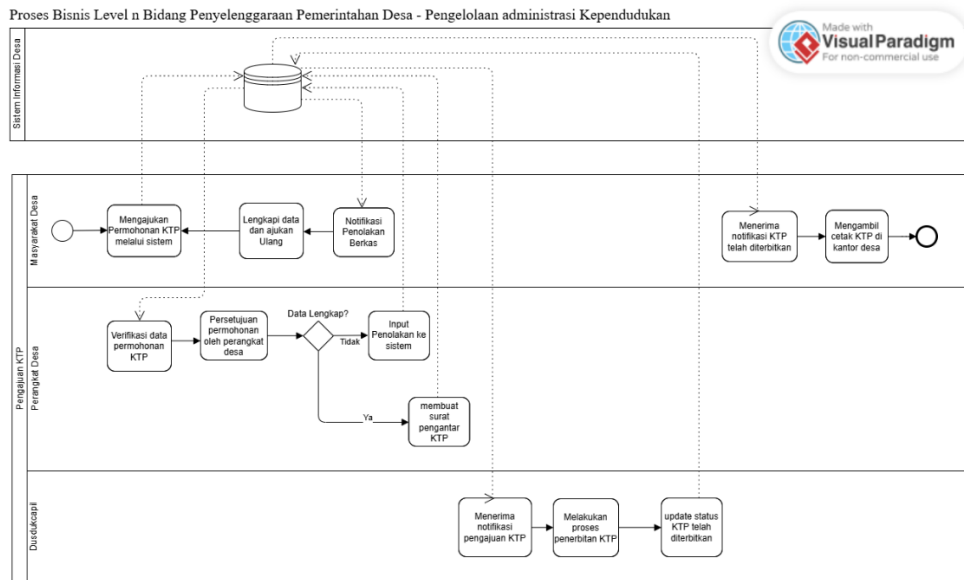 Proses Bisnis Level n Bidang Penyelenggaraan Pemerintahan Desa - Pengelolaan administrasi Kependudukan
Made with
Visual Paradigm
For non-commercial use
Sistem Informasi Desa
Pengajuan KTP
Masyarakat Desa
Mengajukan
Permohonan KTP
melalui sistem
Lengkapi data
dan ajukan
Ulang
Notifikasi
Penolakan
Berkas
Menerima
notifikasi KTP
telah diterbitkan
Mengambil
cetak KTP di
kantor desa
Perangkat Desa
Verifikasi data
permohonan
KTP
Persetujuan
permohonan
oleh perangkat
desa
Data Lengkap?
Tidak
Input
Penolakan ke
sistem
Ya
membuat
surat
pengantar
KTP
Dusdukcapil
Menerima
notifikasi
pengajuan KTP
Melakukan
proses
penerbitan KTP
update status
KTP telah
diterbitkan